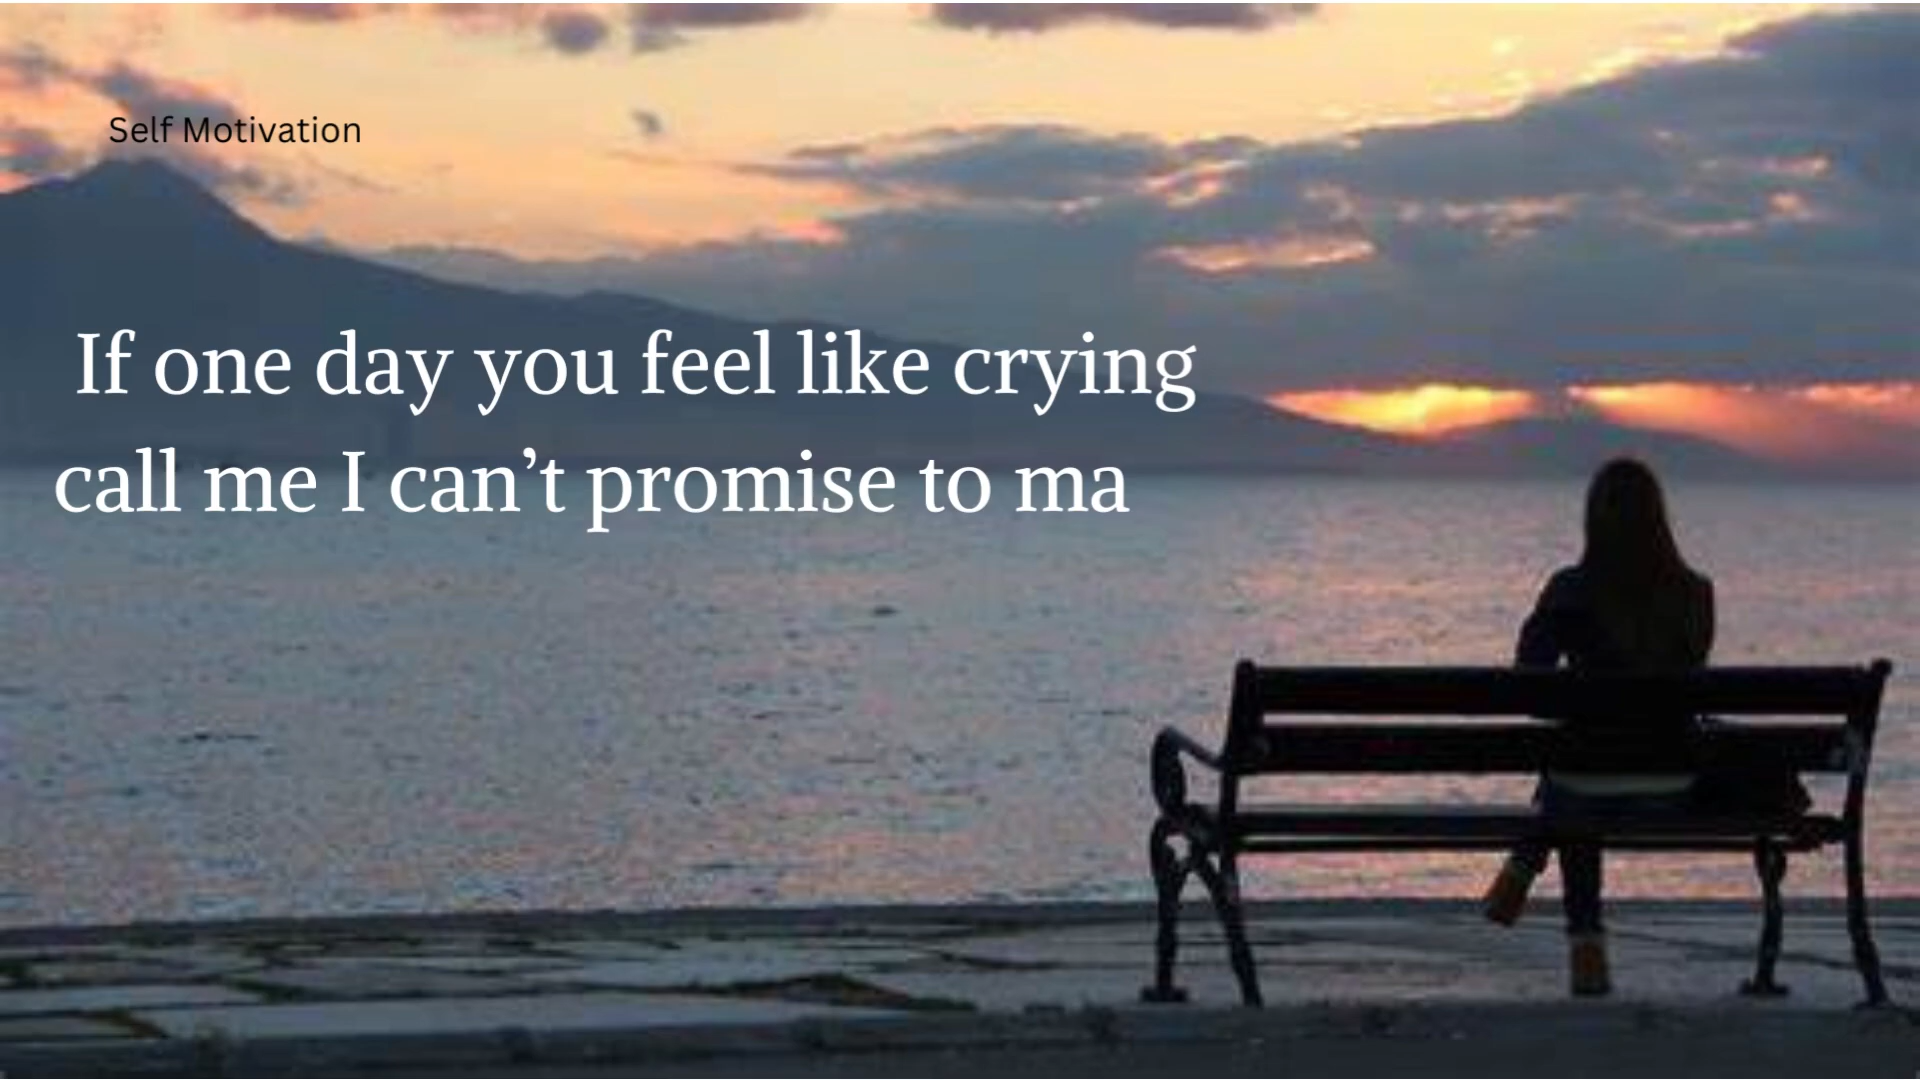 Self Motivation
If one day you feel like crying
call me I can’t promise to ma